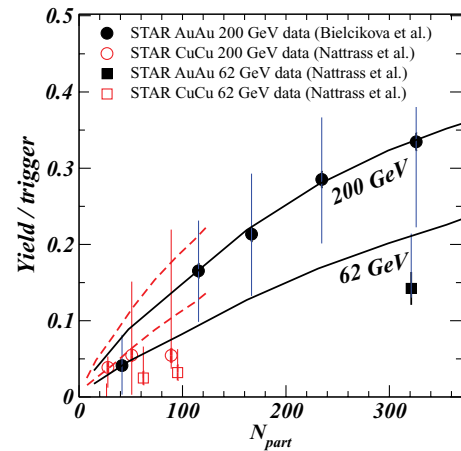 STAR AuAu 200 GeV data (Bielcikova et al.)
STAR CuCu 200 GeV data (Nattrass et al.)
STAR AuAu 62 GeV data (Nattrass et al.)
STAR CuCu 62 GeV data (Nattrass et al.)
0.5
0.4
0.3
0.2
0.1
0
Yield / trigger
200 GeV
62 GeV
0 100 200 300
N_part